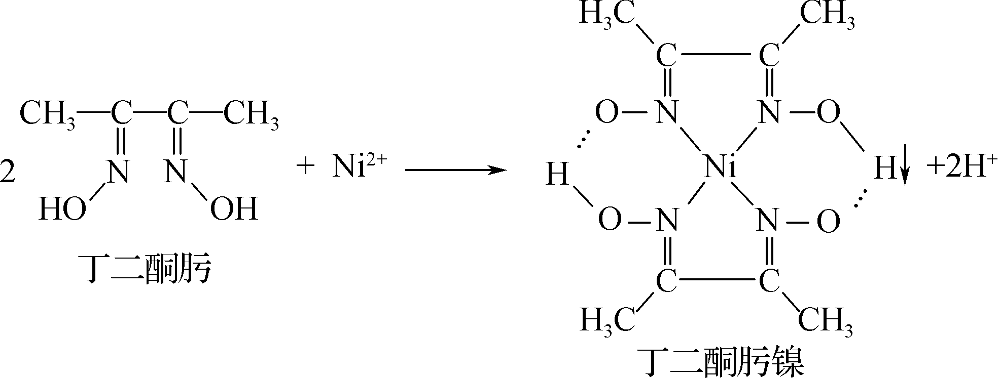 H₃C CH₃
C C
CH₃ C C CH₃ O N N O
2 N N + Ni²⁺ H Ni H↓ +2H⁺
HO OH O N N O
丁二酮肟 C C
H₃C CH₃
丁二酮肟镍